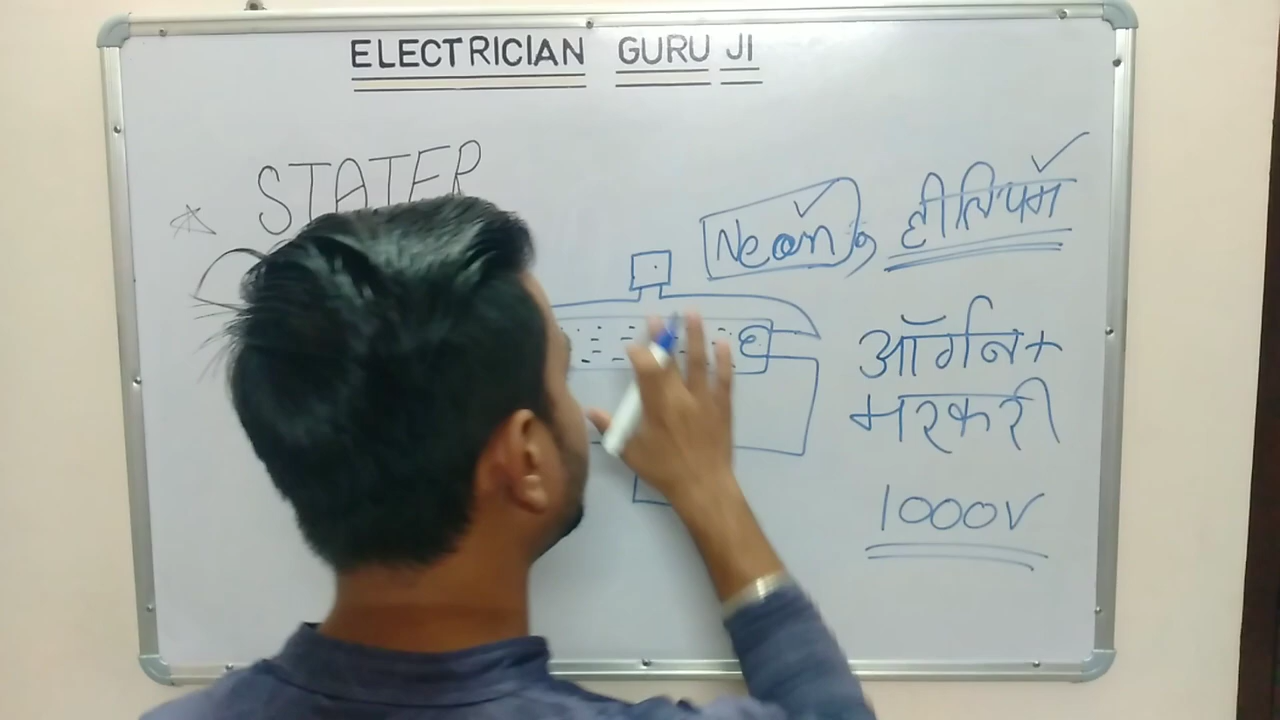 ELECTRICIAN GURU JI
STATER
Neon, हीलियम
ऑर्गन +
मरकरी
1000V